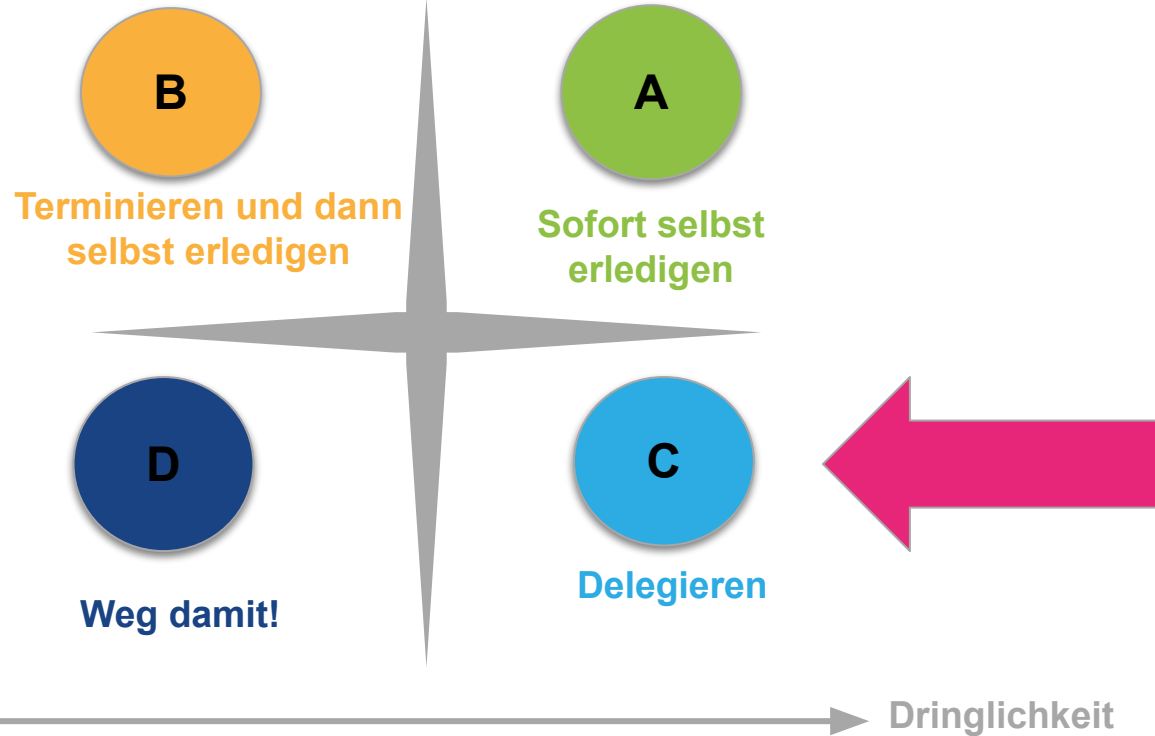 B
A
Terminieren und dann
selbst erledigen
Sofort selbst
erledigen
D
C
Weg damit!
Delegieren
Dringlichkeit